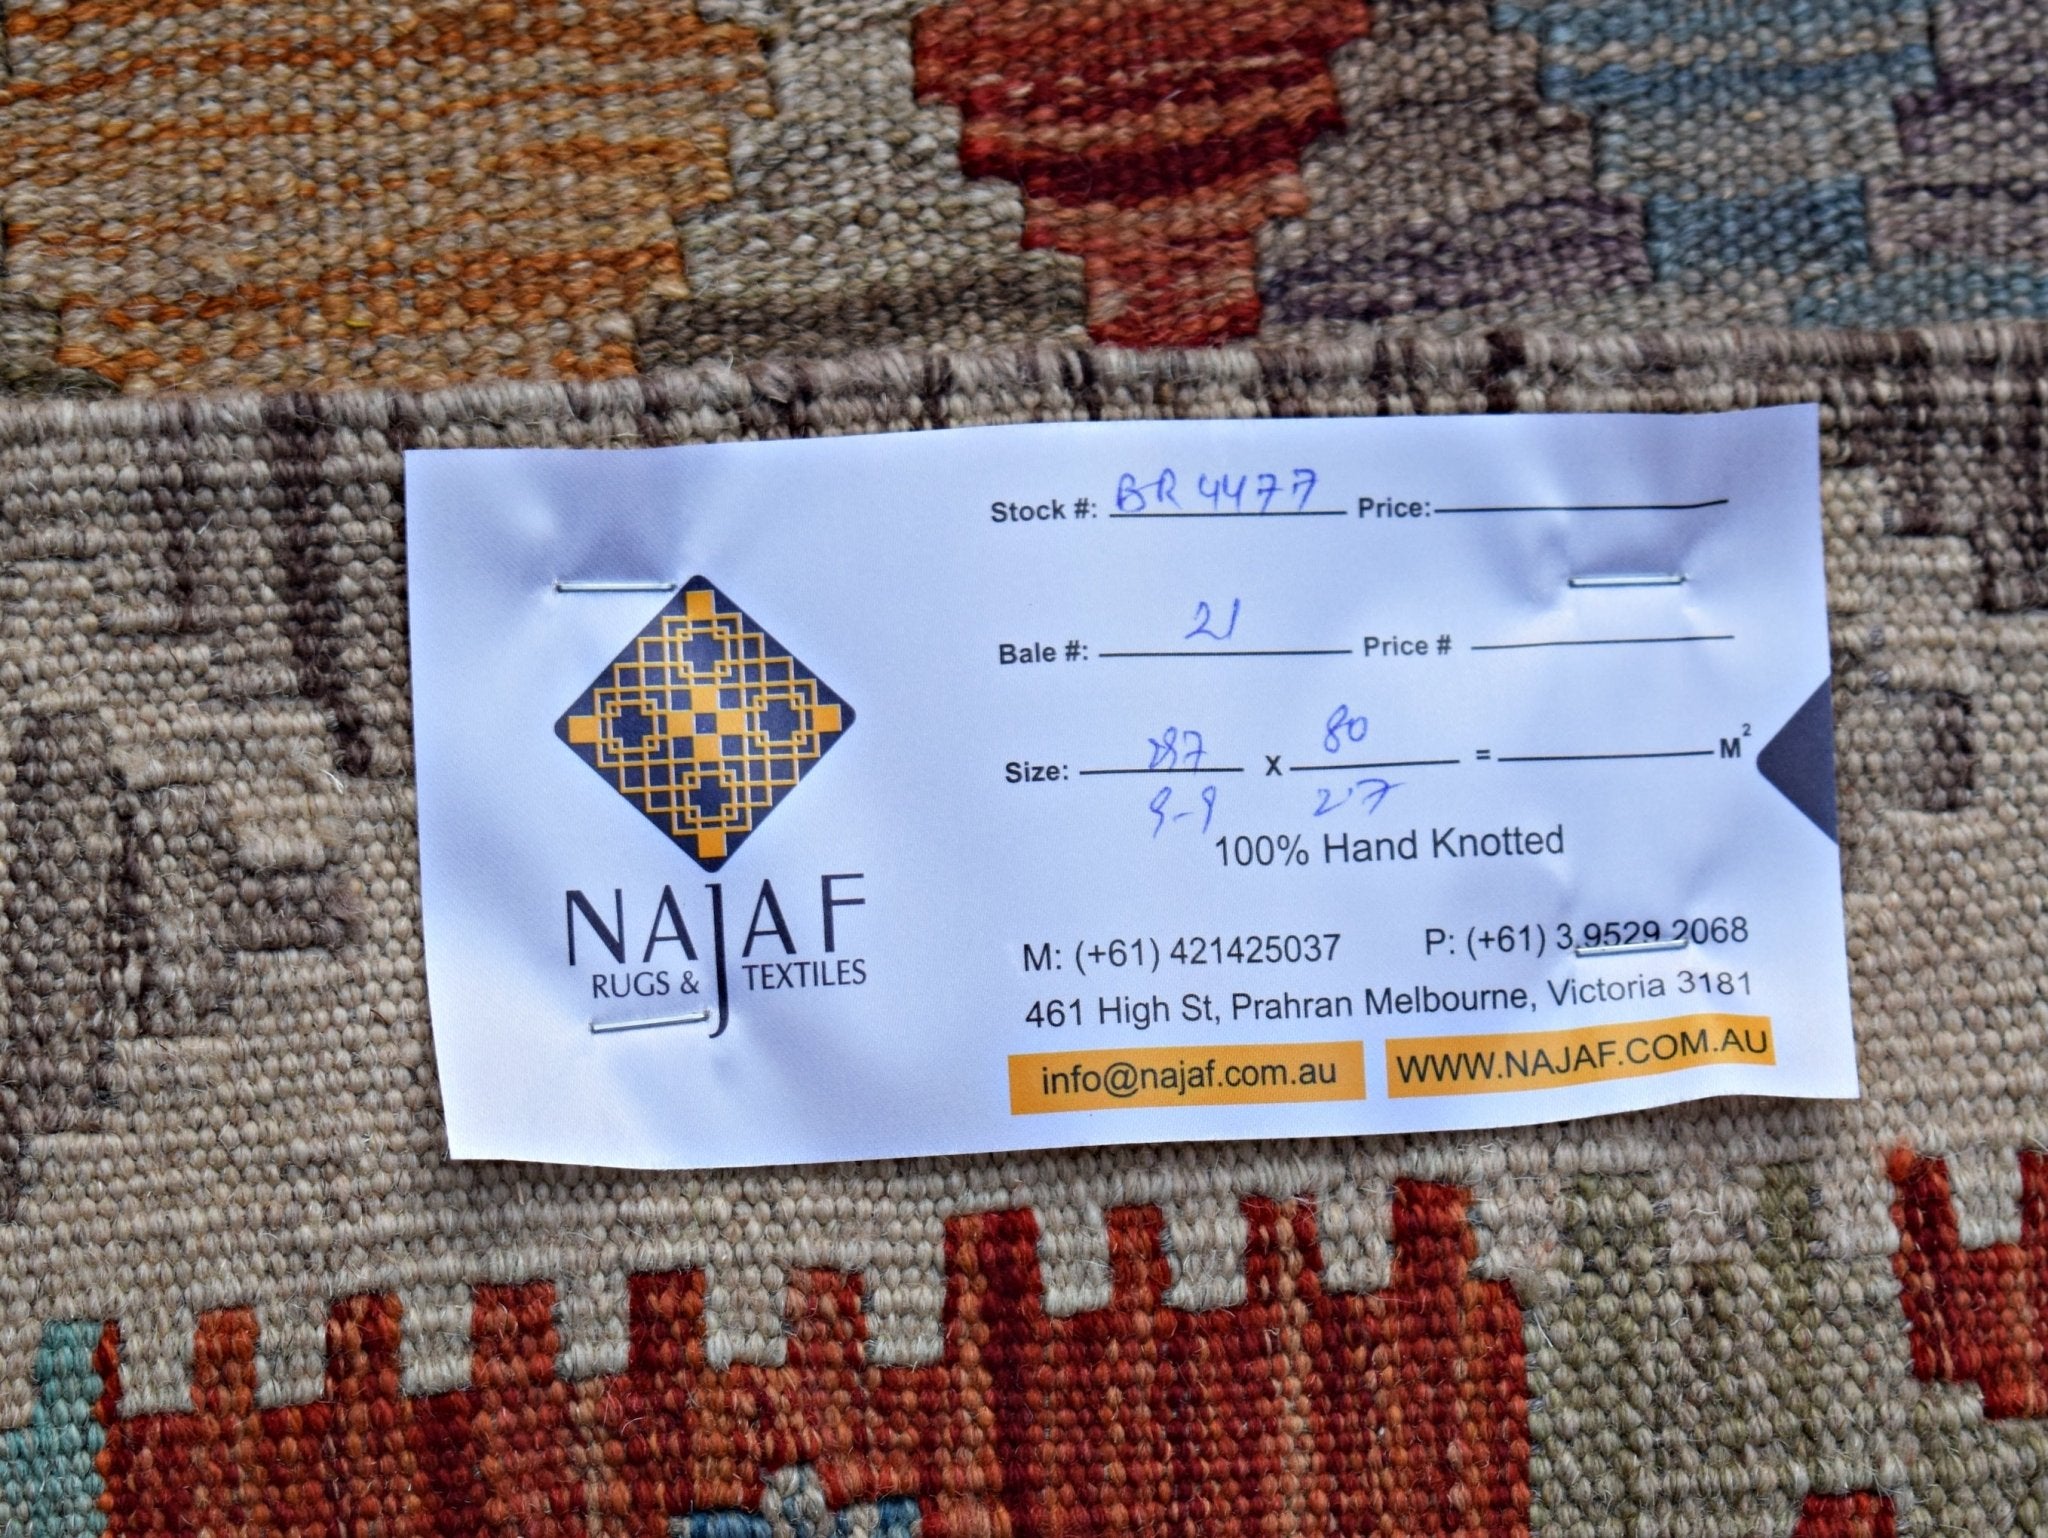 Stock #: BR 4477 Price:
Bale #: 21 Price #
Size: 297 X 80 = M²
9-9 2'7
100% Hand Knotted
NAJAF
RUGS & TEXTILES
M: (+61) 421425037 P: (+61) 3 9529 2068
461 High St, Prahran Melbourne, Victoria 3181
info@najaf.com.au WWW.NAJAF.COM.AU